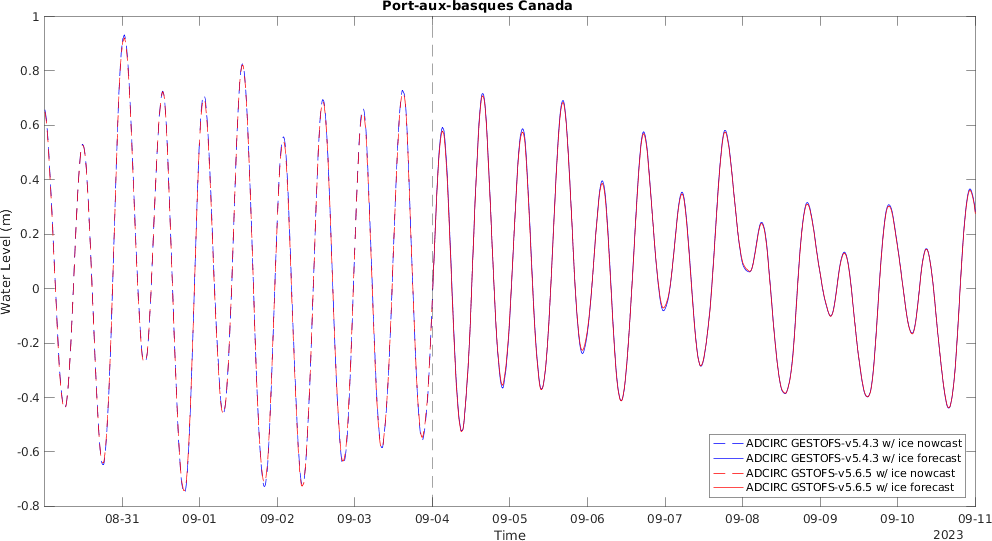 Port-aux-basques Canada
1
0.8
0.6
0.4
0.2
0
-0.2
-0.4
-0.6
-0.8
Water Level (m)
08-31 09-01 09-02 09-03 09-04 09-05 09-06 09-07 09-08 09-09 09-10 09-11
Time
2023
ADCIRC GESTOFS-v5.4.3 w/ ice nowcast
ADCIRC GESTOFS-v5.4.3 w/ ice forecast
ADCIRC GSTOFS-v5.6.5 w/ ice nowcast
ADCIRC GSTOFS-v5.6.5 w/ ice forecast